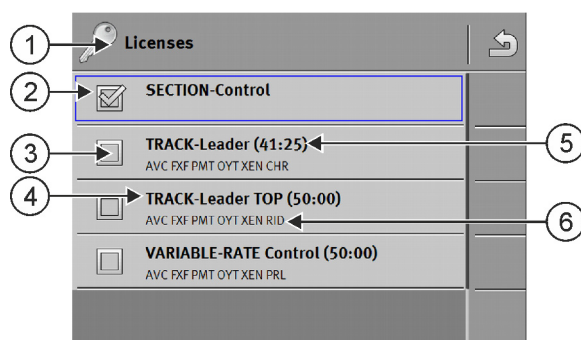 1
Licenses
2
SECTION-Control
3
TRACK-Leader (41:25)
5
AVC FXF PMT OYT XEN CHR
4
TRACK-Leader TOP (50:00)
AVC FXF PMT OYT XEN RID
6
VARIABLE-RATE Control (50:00)
AVC FXF PMT OYT XEN PRL